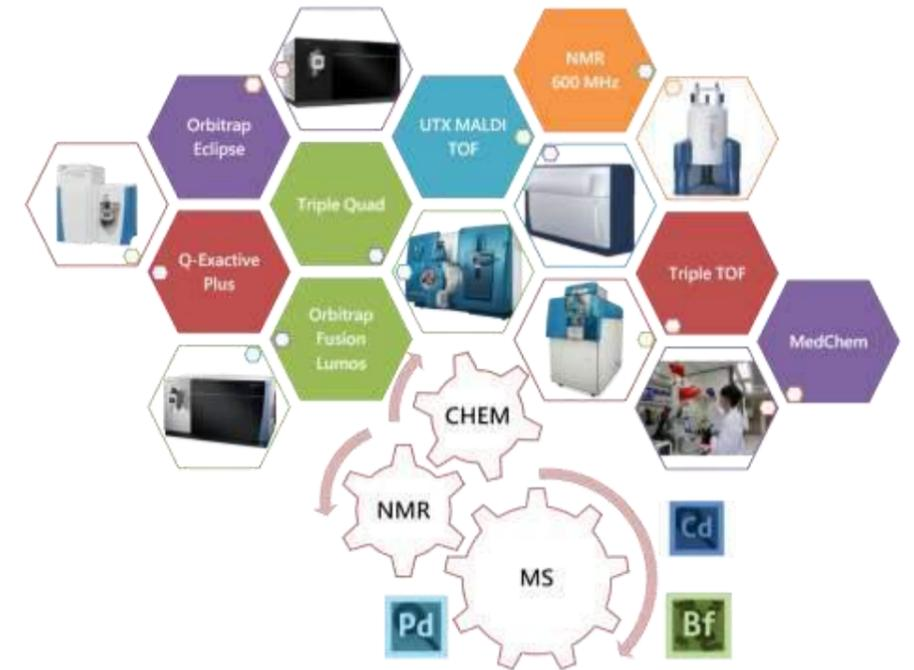 NMR
600 MHz
Orbitrap
Eclipse
UTX MALDI
TOF
Triple Quad
Q-Exactive
Plus
Triple TOF
Orbitrap
Fusion
Lumos
MedChem
CHEM
NMR
MS
Cd
Pd
Bf